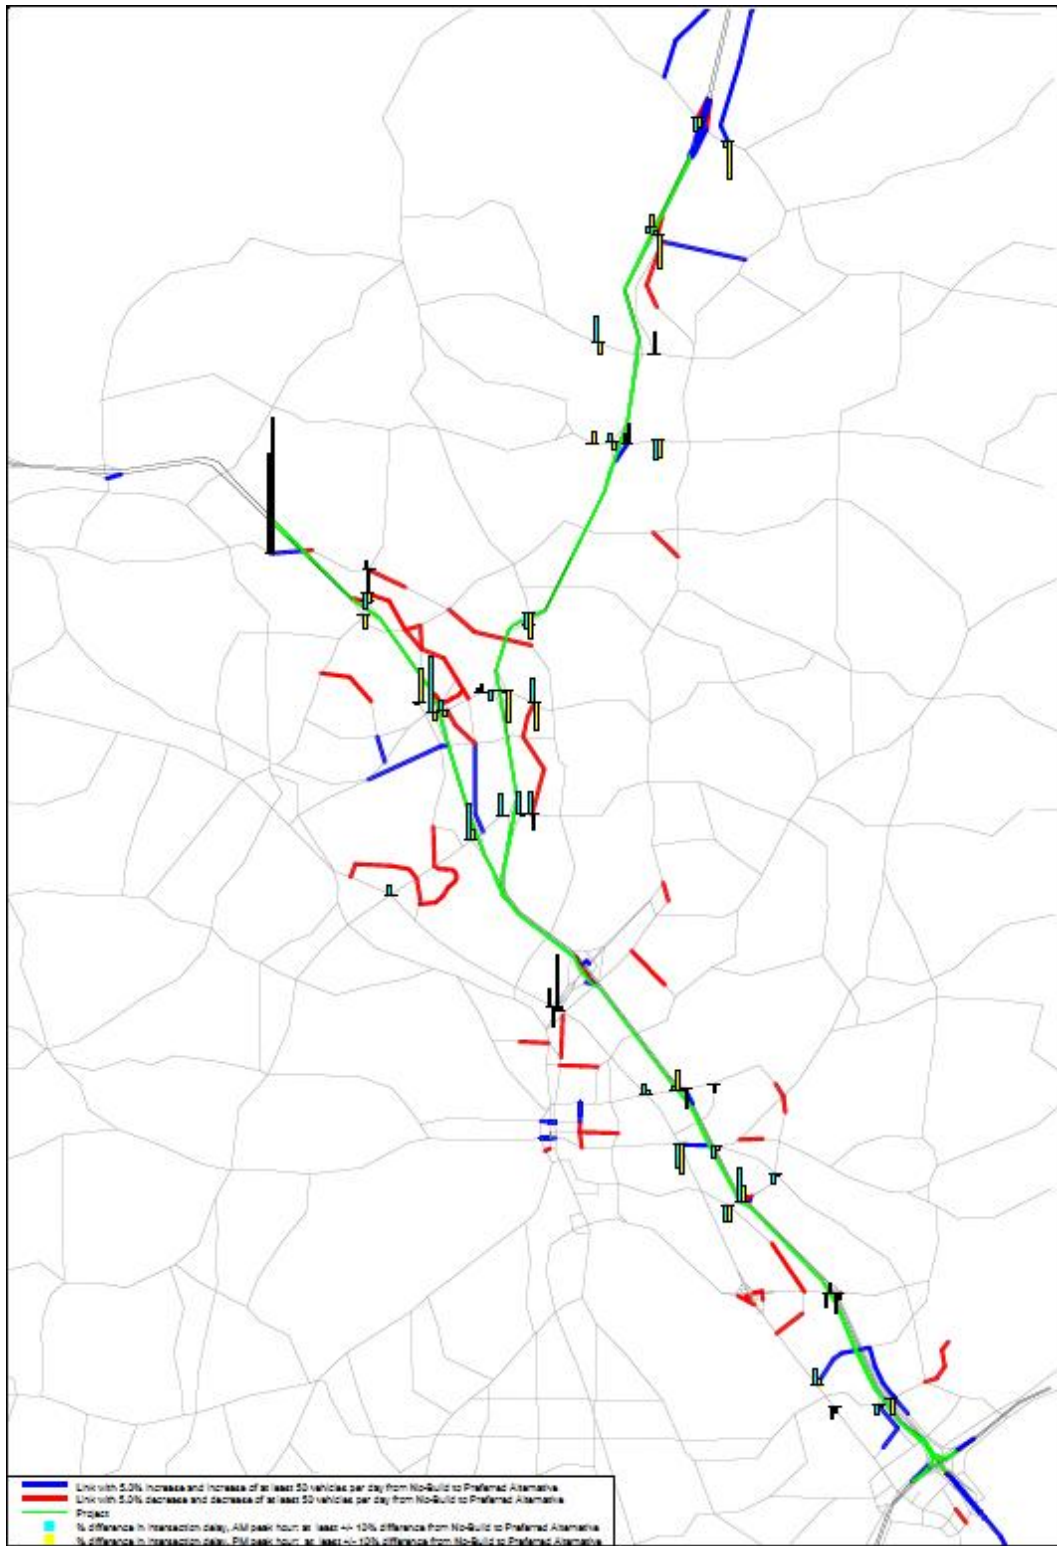 Link with 5.0% increase and increase of at least 50 vehicles per day from No-Build to Preferred Alternative
Link with 5.0% decrease and decrease of at least 50 vehicles per day from No-Build to Preferred Alternative
Project
% difference in intersection delay, AM peak hour; at least +/- 10% difference from No-Build to Preferred Alternative
% difference in intersection delay, PM peak hour; at least +/- 10% difference from No-Build to Preferred Alternative